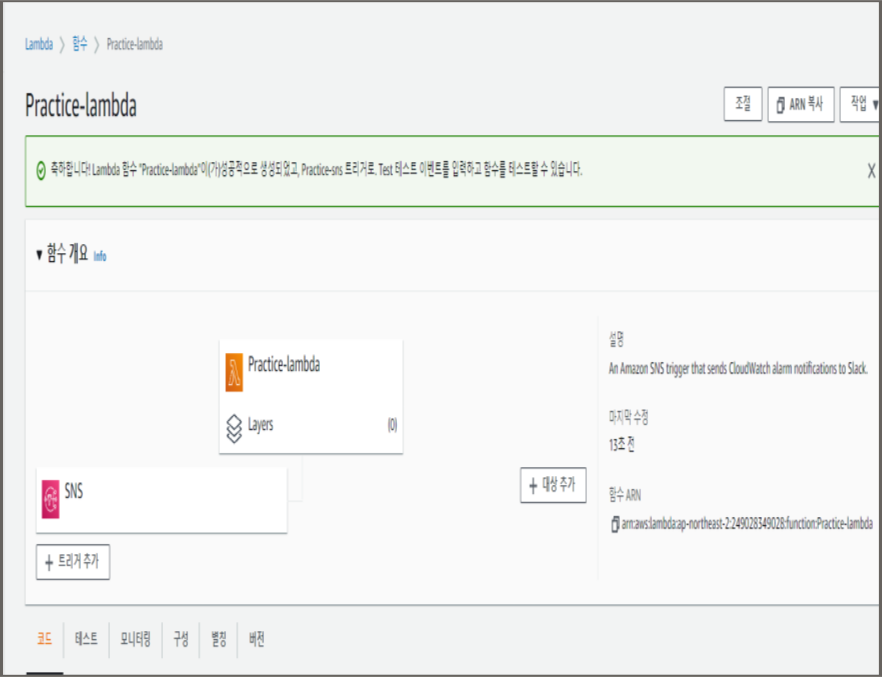 Lambda > 함수 > Practice-lambda
Practice-lambda
조절 ARN 복사 작업 ▼
축하합니다! Lambda 함수 "Practice-lambda"이(가)성공적으로 생성되었고, Practice-sns 트리거로. Test 테스트 이벤트를 입력하고 함수를 테스트할 수 있습니다. X
▼ 함수 개요 Info
Practice-lambda
Layers (0)
SNS
+ 트리거 추가
+ 대상 추가
설명
An Amazon SNS trigger that sends CloudWatch alarm notifications to Slack.
마지막 수정
13초 전
함수 ARN
arn:aws:lambda:ap-northeast-2:249028349028:function:Practice-lambda
코드 테스트 모니터링 구성 별칭 버전